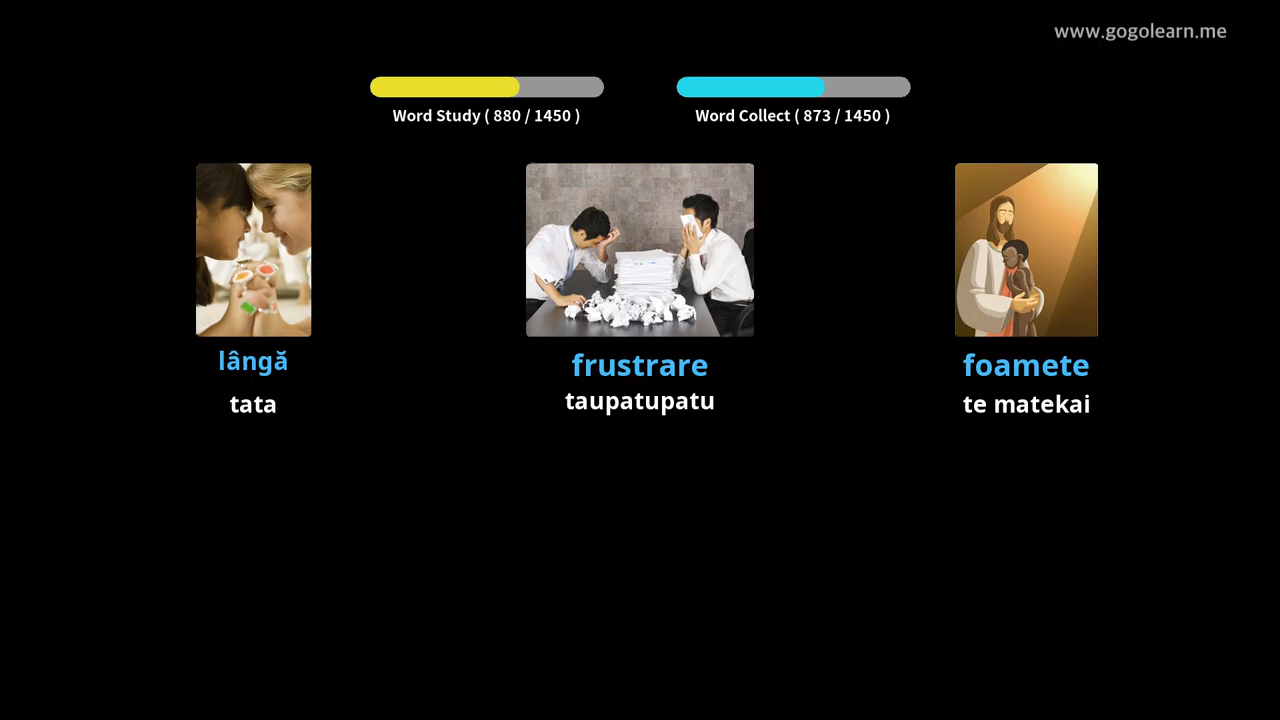 www.gogolearn.me
Word Study ( 880 / 1450 )
Word Collect ( 873 / 1450 )
lângă
frustrare
foamete
tata
taupatupatu
te matekai